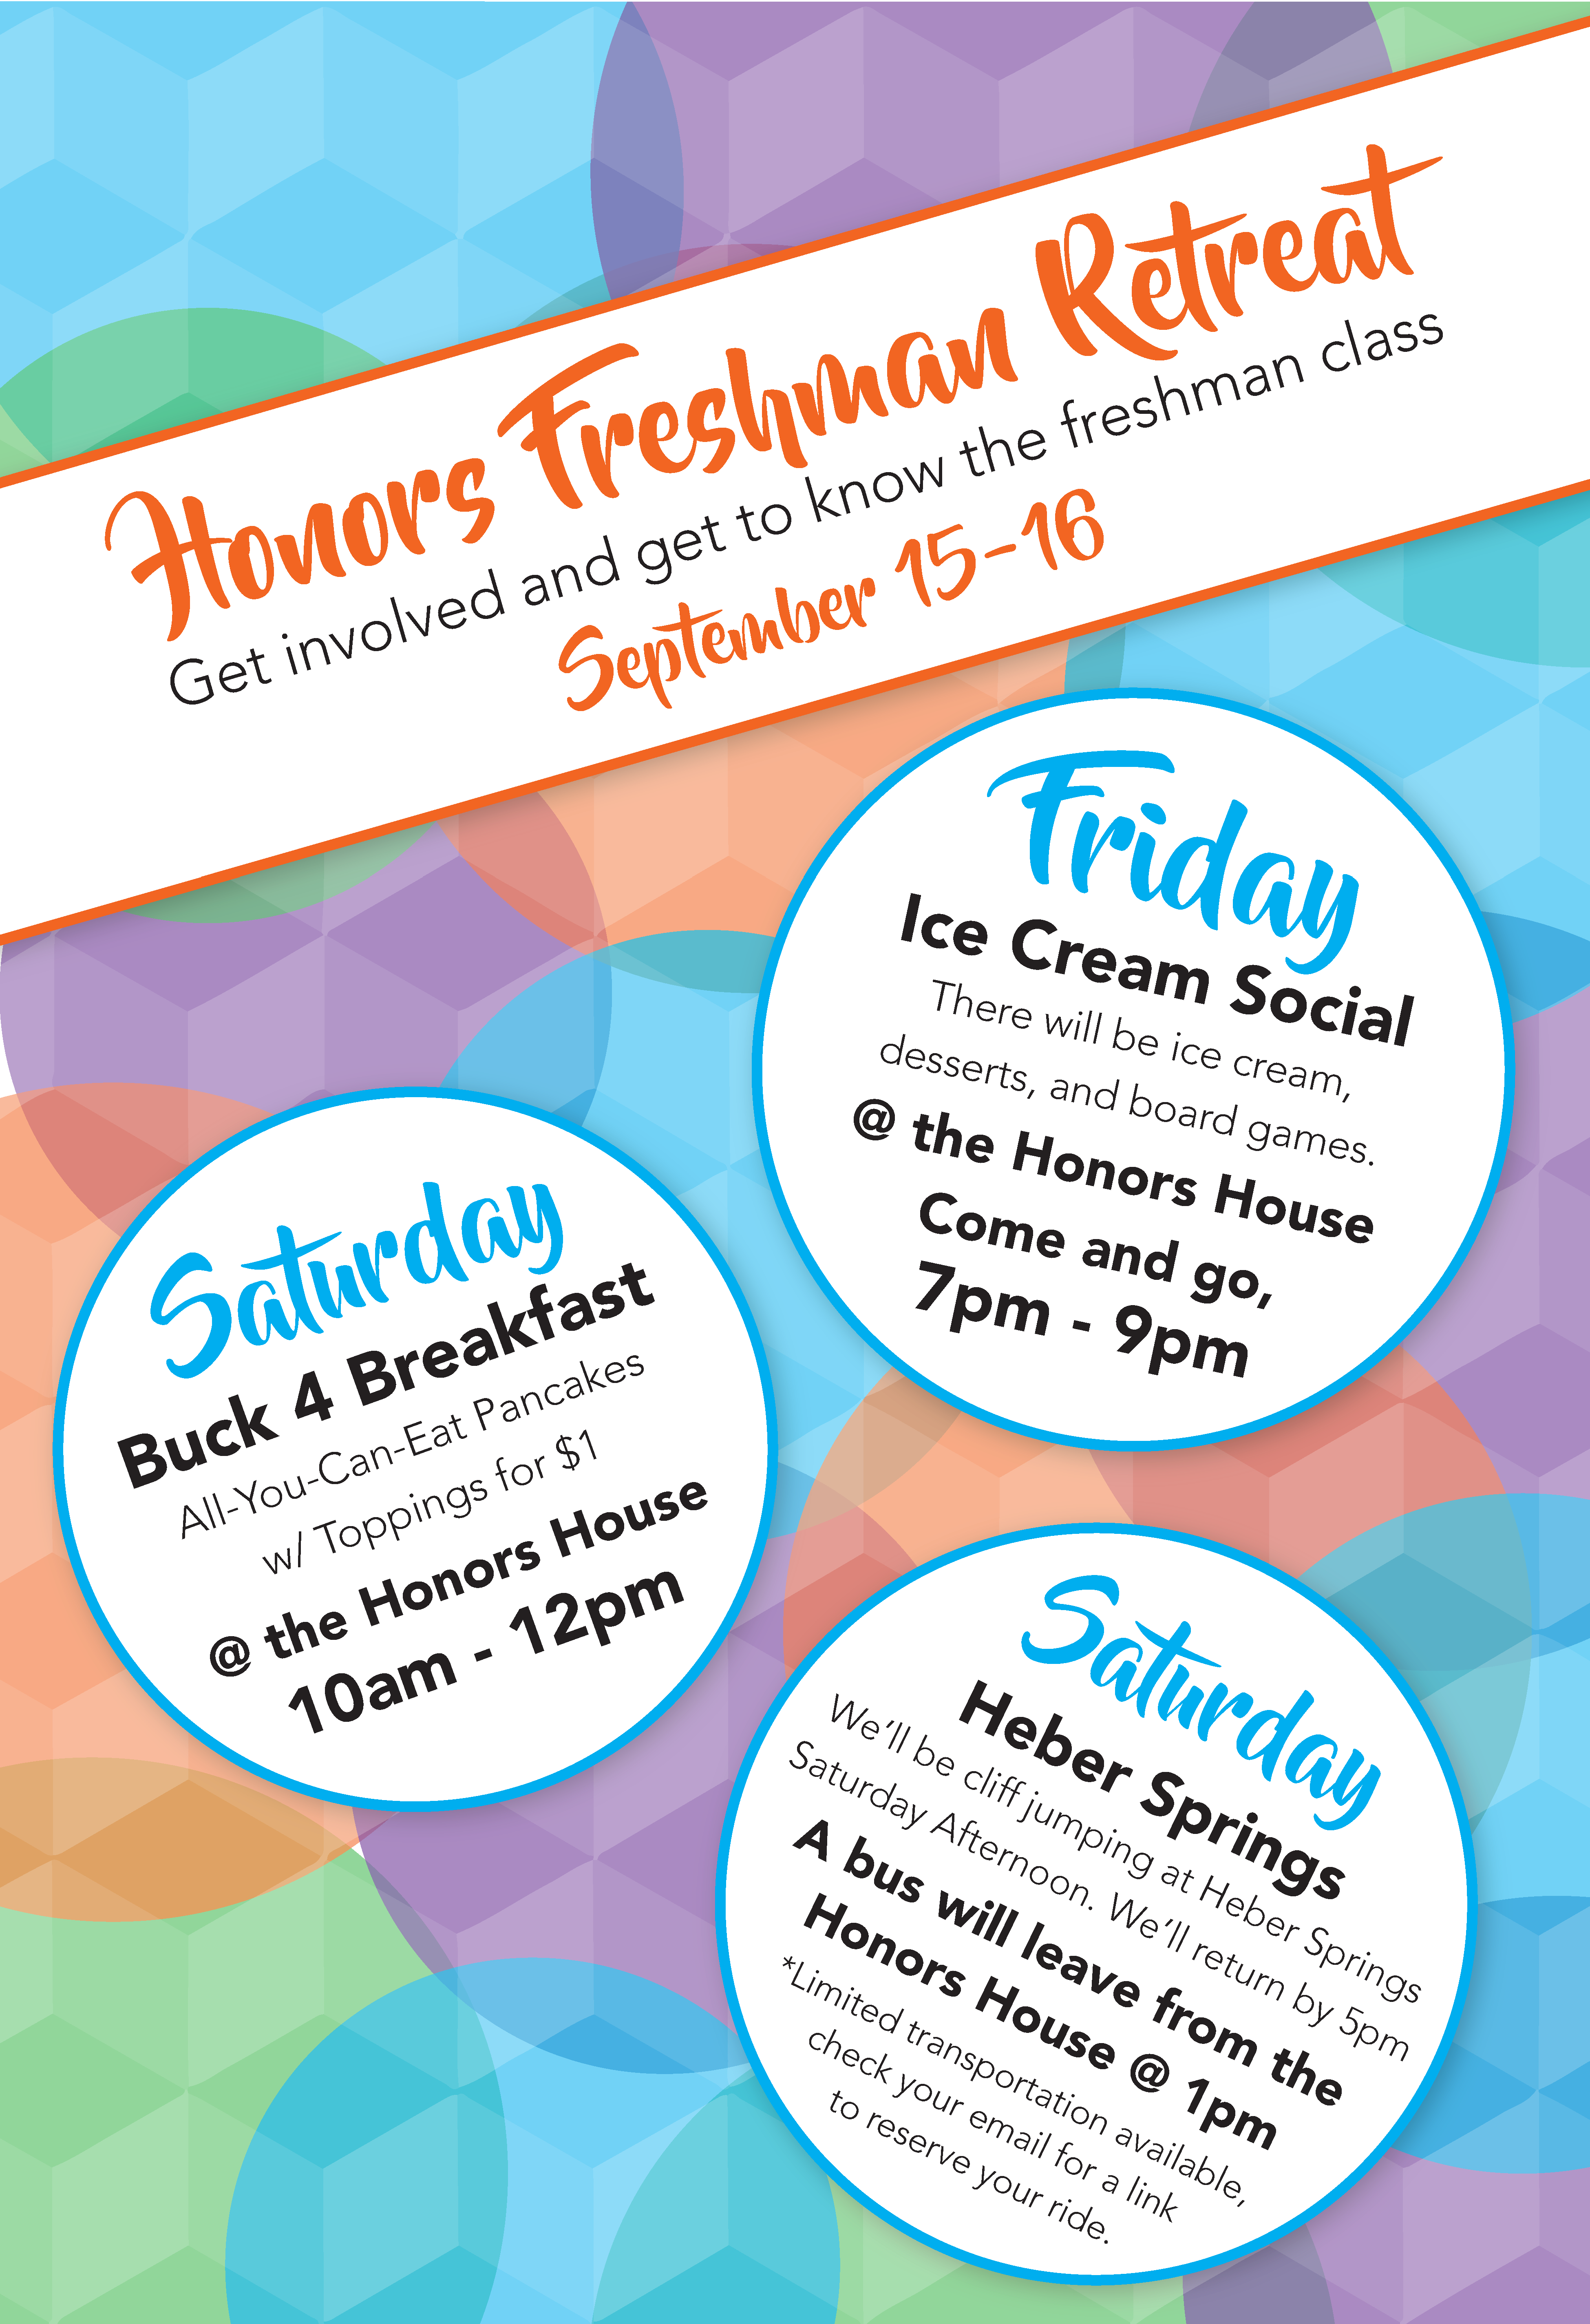 Honors Freshman Retreat
Get involved and get to know the freshman class
September 15-16
Friday
Ice Cream Social
There will be ice cream,
desserts, and board games.
@ the Honors House
Come and go,
7pm - 9pm
Saturday
Buck 4 Breakfast
All-You-Can-Eat Pancakes
w/ Toppings for $1
@ the Honors House
10am - 12pm
Saturday
Heber Springs
We'll be cliff jumping at Heber Springs
Saturday Afternoon. We'll return by 5pm
A bus will leave from the
Honors House @ 1pm
*Limited transportation available,
check your email for a link
to reserve your ride.